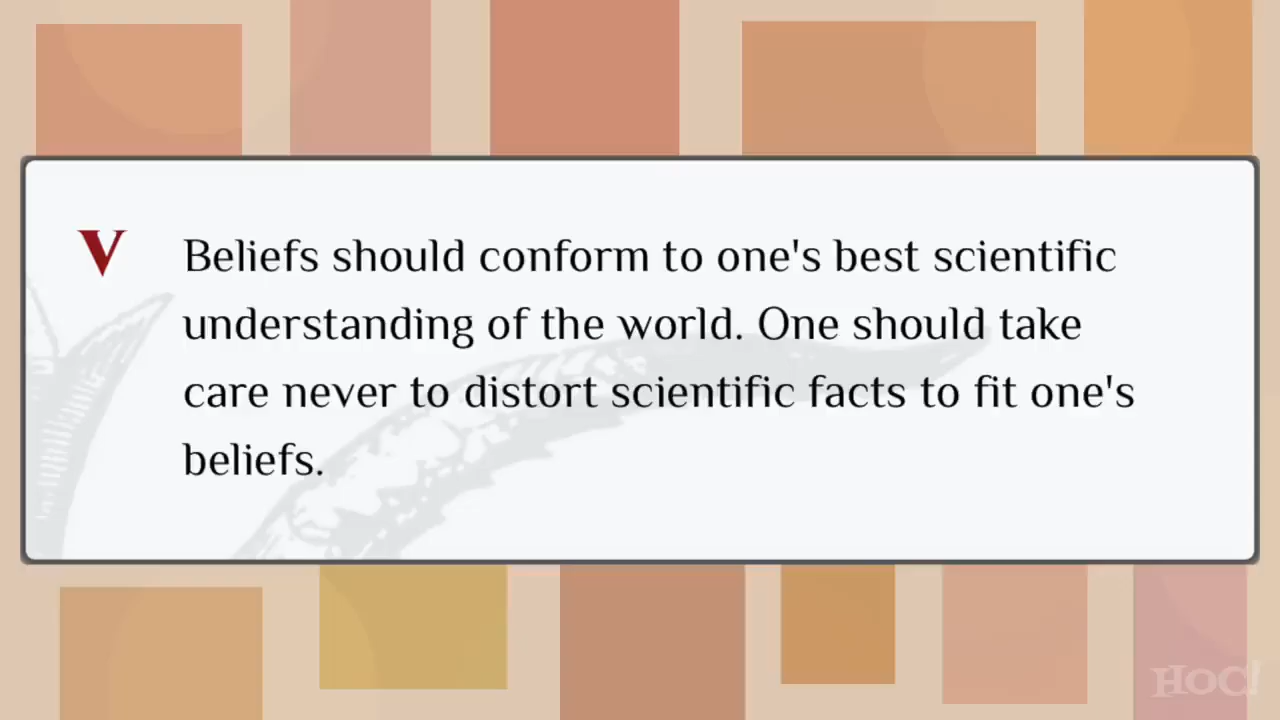 V
Beliefs should conform to one's best scientific
understanding of the world. One should take
care never to distort scientific facts to fit one's
beliefs.
HOC!